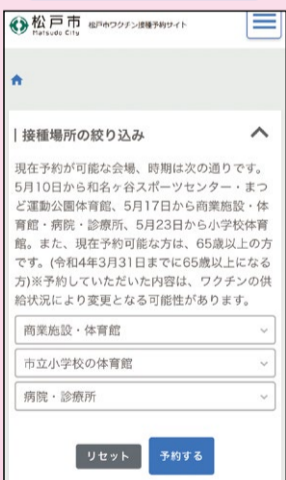 松戸市 松戸市ワクチン接種予約サイト
Matsudo City
接種場所の絞り込み
現在予約が可能な会場、時期は次の通りです。
5月10日から和名ヶ谷スポーツセンター・まつ
ど運動公園体育館、5月17日から商業施設・体
育館・病院・診療所、5月23日から小学校体育
館。また、現在予約可能な方は、65歳以上の方
です。(令和4年3月31日までに65歳以上になる
方)※予約していただいた内容は、ワクチンの供
給状況により変更となる可能性があります。
商業施設・体育館
市立小学校の体育館
病院・診療所
リセット 予約する